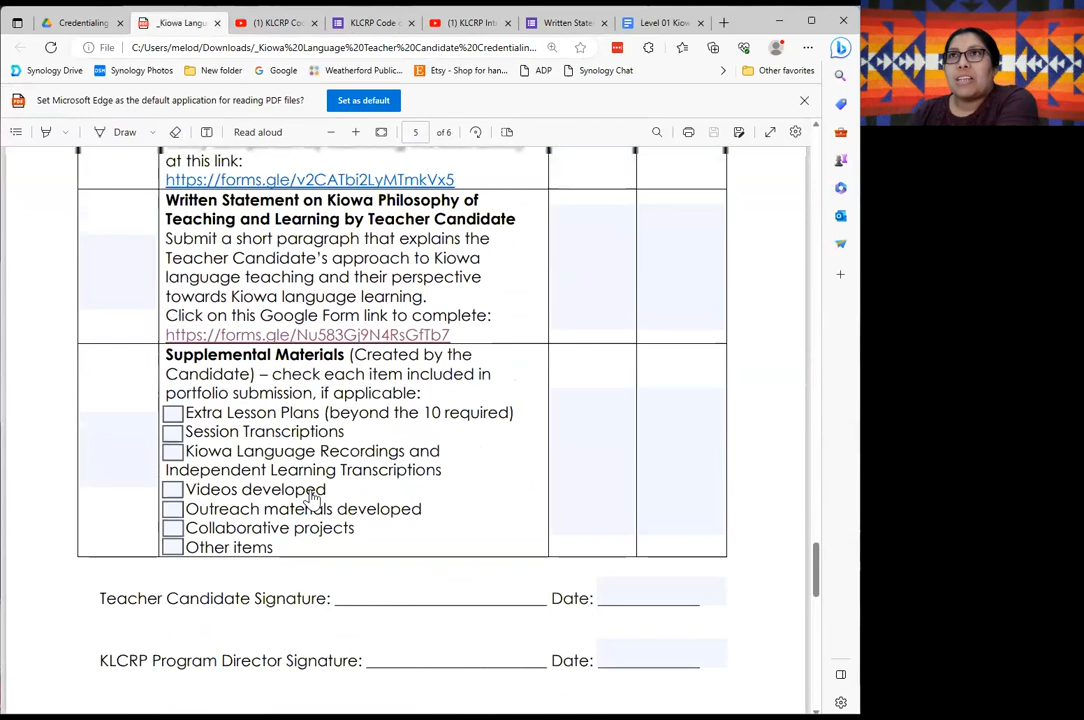 Credentialing
_Kiowa Langu
(1) KLCRP Co
KLCRP Code c
(1) KLCRP Int
Written State
Level 01 Kiow
File
C:/Users/melod/Downloads/_Kiowa%20Language%20Teacher%20Candidate%20Credentialin...
Synology Drive
DSM
Synology Photos
New folder
Google
Weatherford Public...
Etsy - Shop for han...
ADP
Synology Chat
Other favorites
Set Microsoft Edge as the default application for reading PDF files?
Set as default
Draw
Read aloud
5
of 6
at this link:
https://forms.gle/v2CATbi2LyMTmkVx5
Written Statement on Kiowa Philosophy of
Teaching and Learning by Teacher Candidate
Submit a short paragraph that explains the
Teacher Candidate's approach to Kiowa
language teaching and their perspective
towards Kiowa language learning.
Click on this Google Form link to complete:
https://forms.gle/Nu583Gj9N4RsGfTb7
Supplemental Materials (Created by the
Candidate) – check each item included in
portfolio submission, if applicable:
Extra Lesson Plans (beyond the 10 required)
Session Transcriptions
Kiowa Language Recordings and
Independent Learning Transcriptions
Videos developed
Outreach materials developed
Collaborative projects
Other items
Teacher Candidate Signature: Date:
KLCRP Program Director Signature: Date: